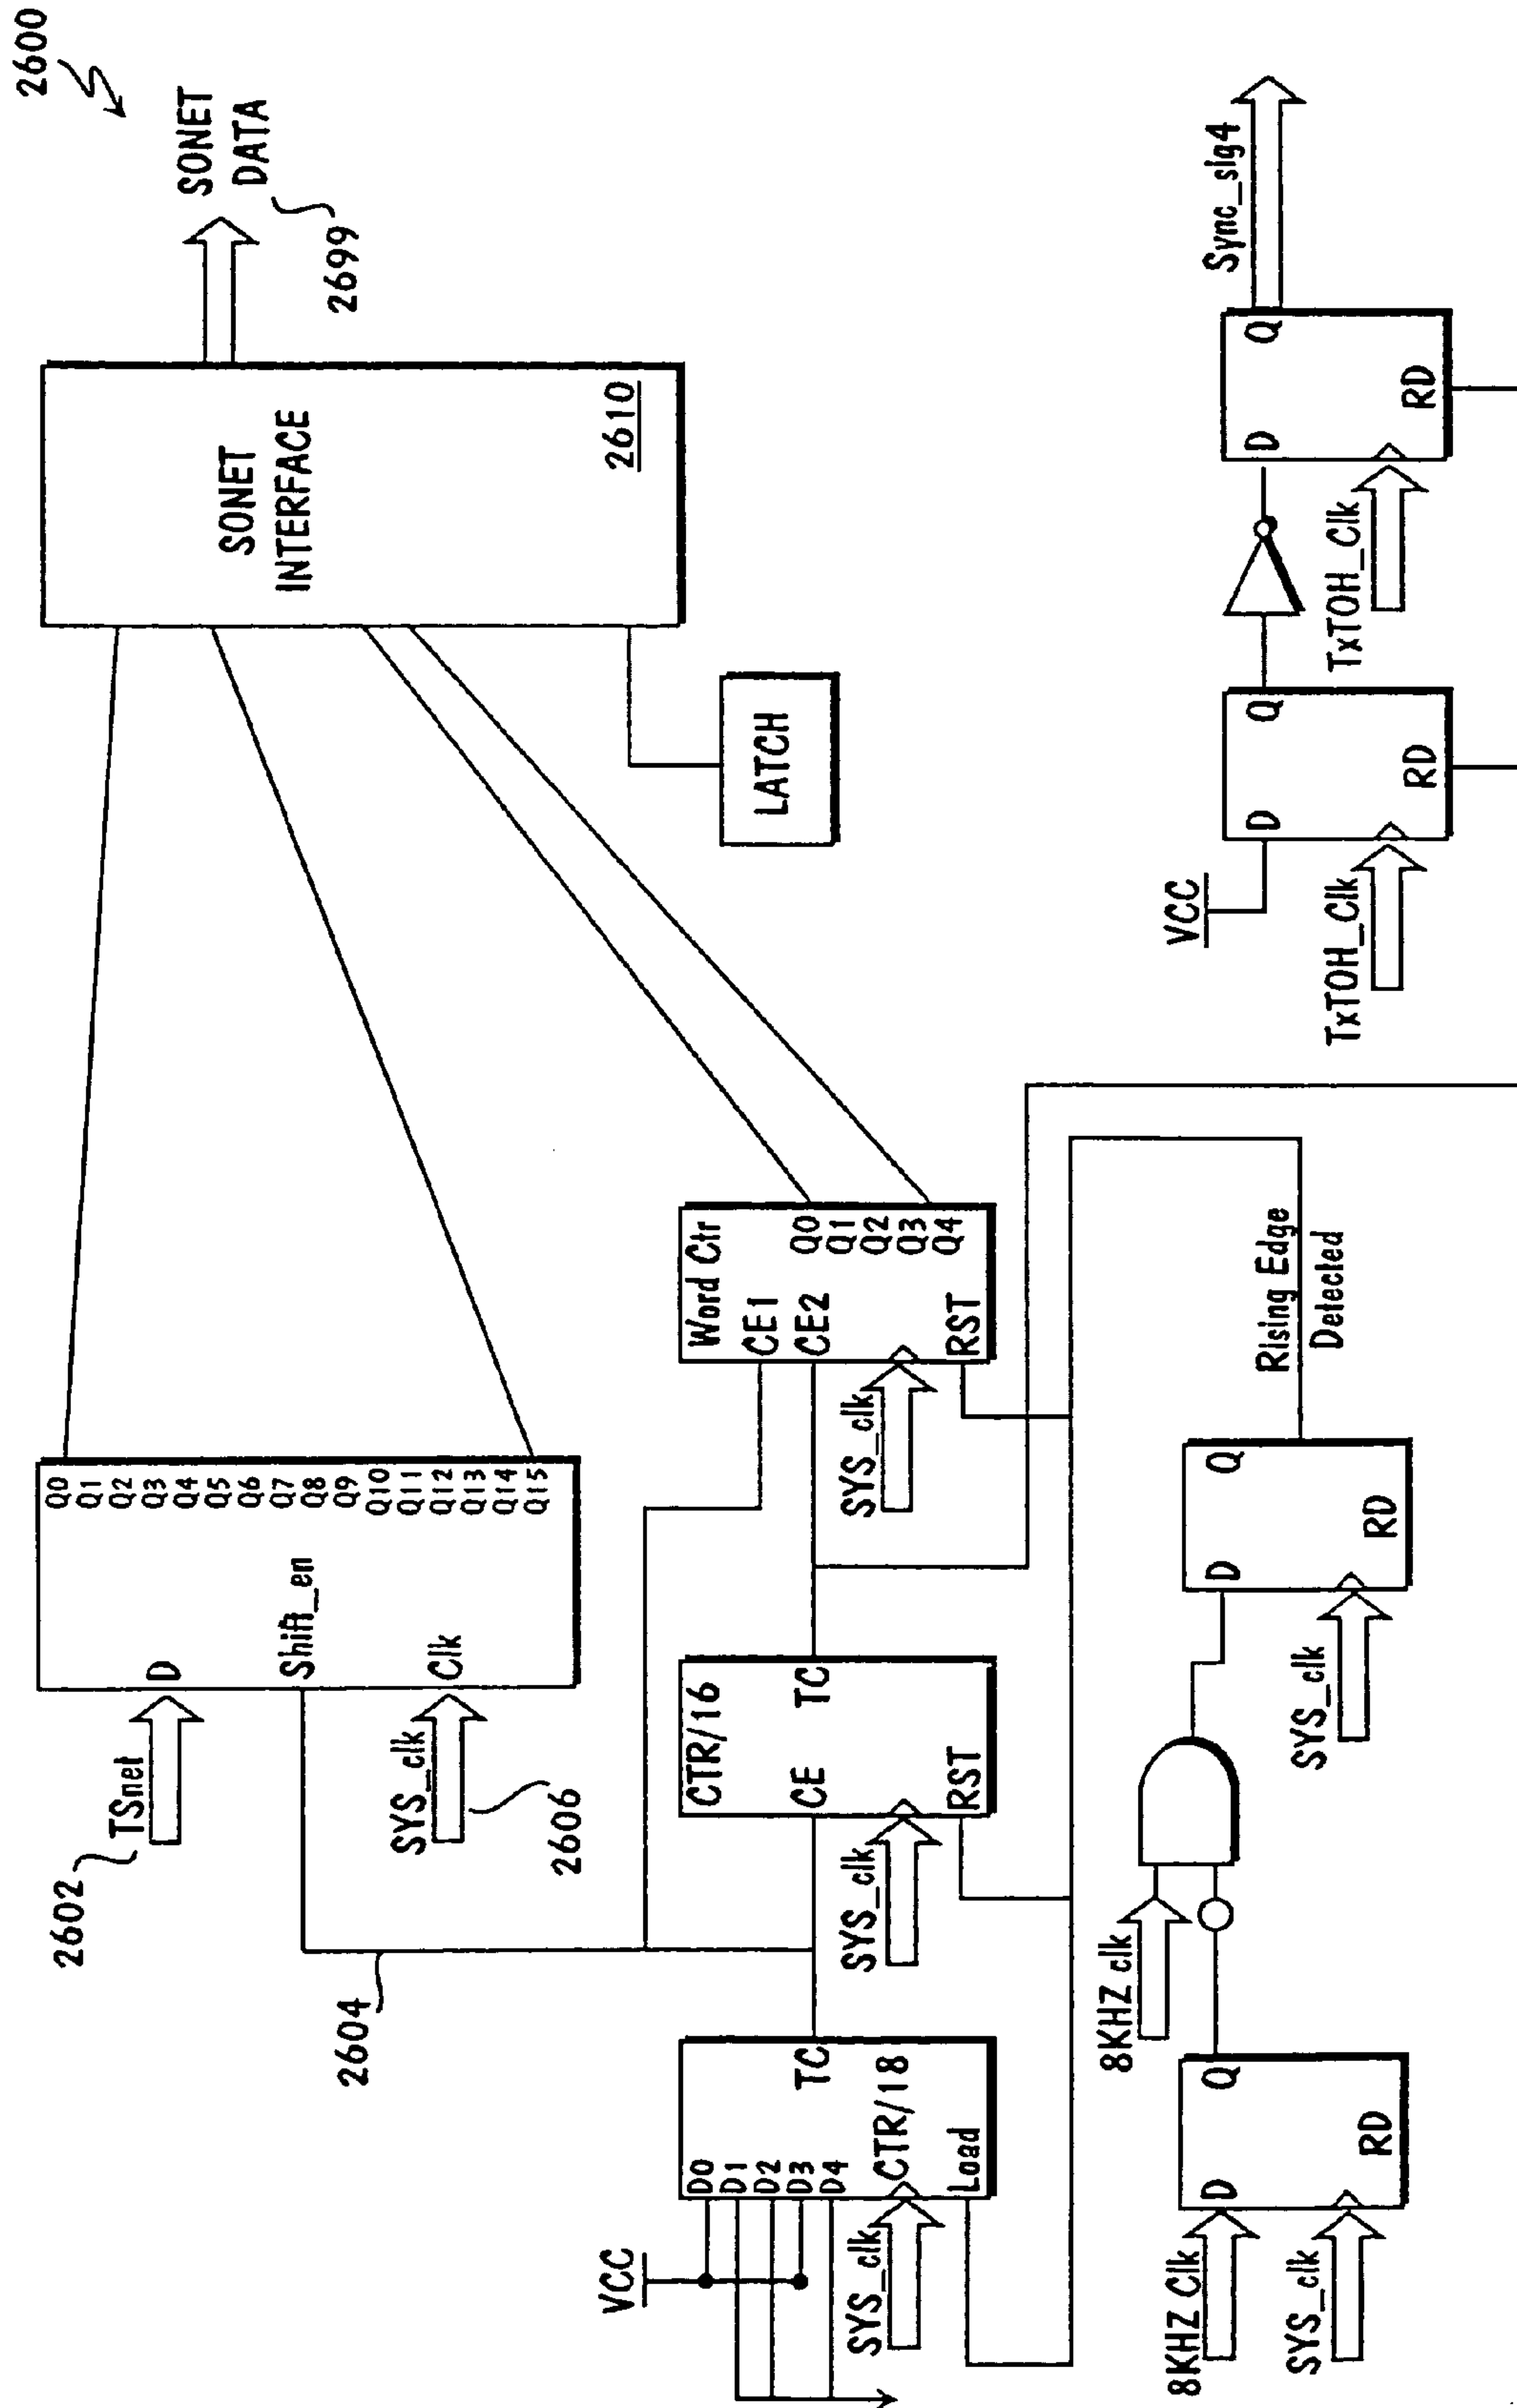 2600
SONET
DATA
2699
SONET
INTERFACE
2610
LATCH
2602
TSnet
D
Shift_en
SYS_clk
Clk
2606
2604
Q0
Q1
Q2
Q3
Q4
Q5
Q6
Q7
Q8
Q9
Q10
Q11
Q12
Q13
Q14
Q15
VCC
D0
D1
D2
D3
D4
TC
CTR/18
SYS_clk
Load
CTR/16
CE
TC
SYS_clk
RST
Word Ctr
CE1
CE2
Q0
Q1
Q2
Q3
Q4
SYS_clk
RST
8KHZ Clk
D
Q
SYS_clk
RD
8KHZ clk
D
Q
SYS_clk
RD
Rising Edge
Detected
VCC
D
Q
TxTOH_Clk
RD
D
Q
TxTOH_Clk
RD
Sync_sig4